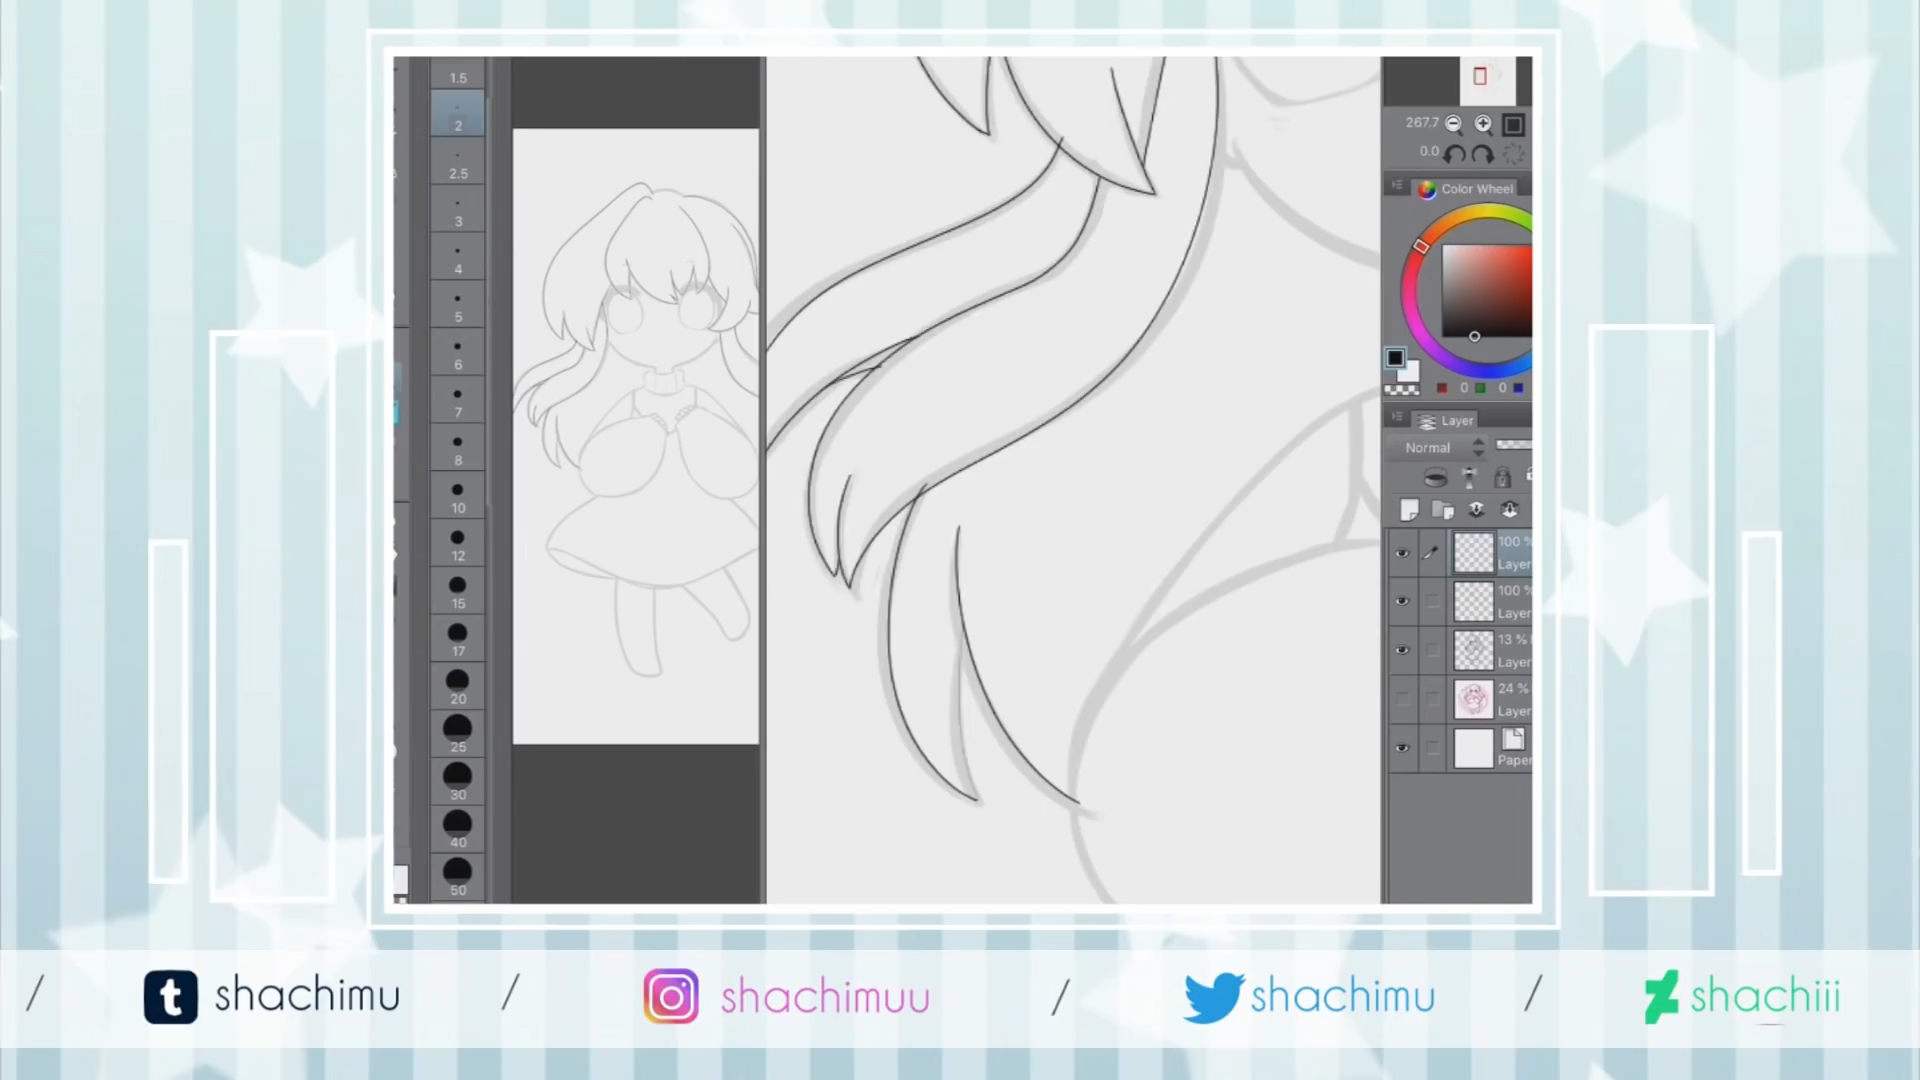 1.5
2
2.5
3
4
5
6
7
8
10
12
15
17
20
25
30
40
50
267.7
0.0
Color Wheel
0 0
Layer
Normal
100 %
Layer
100 %
Layer
13 %
Layer
24 %
Layer
Paper
/ shachimu / shachimuu / shachimu / shachiii